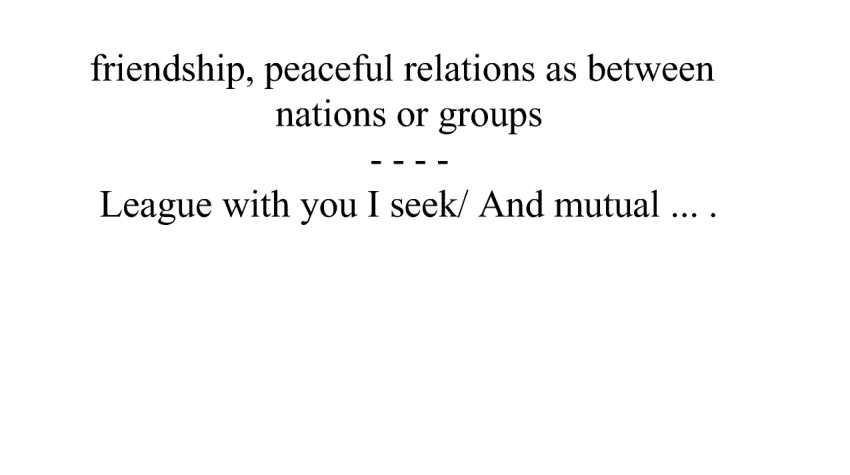 friendship, peaceful relations as between
nations or groups
- - - -
League with you I seek/ And mutual ... .